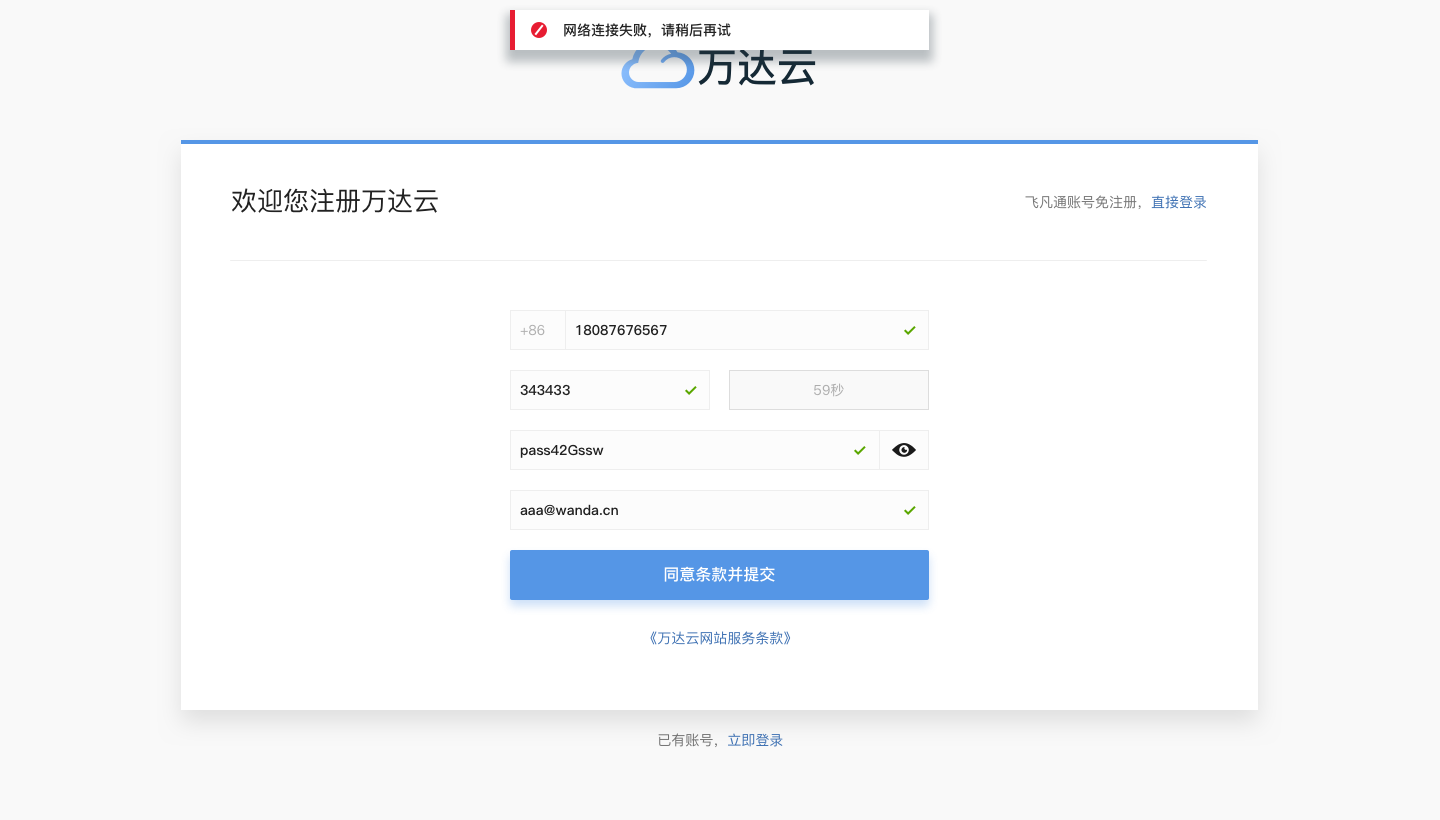 网络连接失败，请稍后再试
万达云
欢迎您注册万达云
飞凡通账号免注册，直接登录
+86 18087676567
343433 59秒
pass42Gssw
aaa@wanda.cn
同意条款并提交
《万达云网站服务条款》
已有账号，立即登录